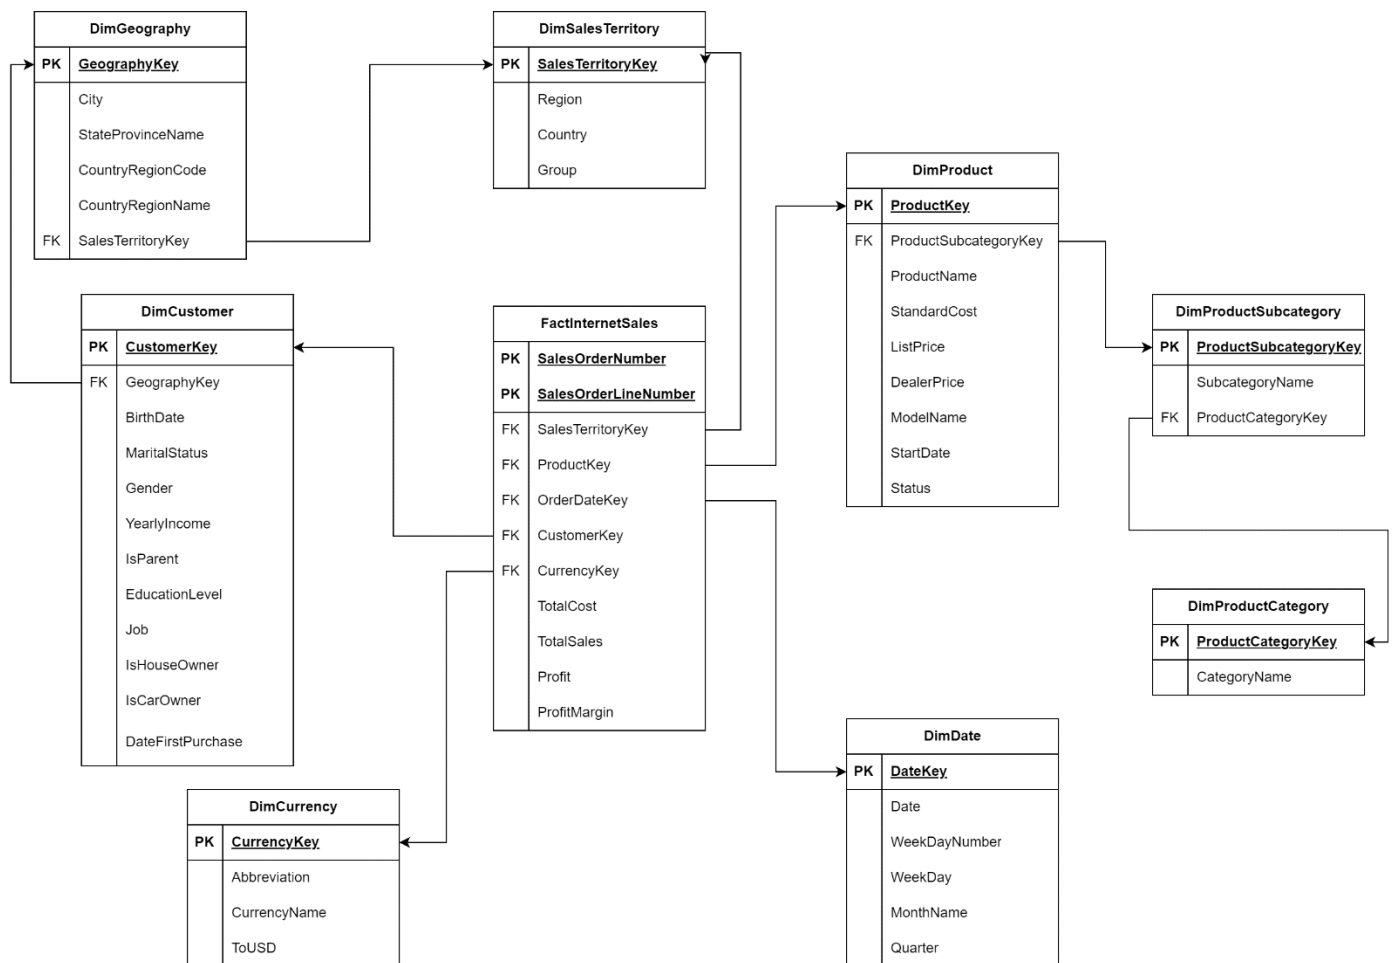 DimGeography
PK GeographyKey
City
StateProvinceName
CountryRegionCode
CountryRegionName
FK SalesTerritoryKey
DimSalesTerritory
PK SalesTerritoryKey
Region
Country
Group
DimProduct
PK ProductKey
FK ProductSubcategoryKey
ProductName
StandardCost
ListPrice
DealerPrice
ModelName
StartDate
Status
DimCustomer
PK CustomerKey
FK GeographyKey
BirthDate
MaritalStatus
Gender
YearlyIncome
IsParent
EducationLevel
Job
IsHouseOwner
IsCarOwner
DateFirstPurchase
FactInternetSales
PK SalesOrderNumber
PK SalesOrderLineNumber
FK SalesTerritoryKey
FK ProductKey
FK OrderDateKey
FK CustomerKey
FK CurrencyKey
TotalCost
TotalSales
Profit
ProfitMargin
DimProductSubcategory
PK ProductSubcategoryKey
SubcategoryName
FK ProductCategoryKey
DimProductCategory
PK ProductCategoryKey
CategoryName
DimCurrency
PK CurrencyKey
Abbreviation
CurrencyName
ToUSD
DimDate
PK DateKey
Date
WeekDayNumber
WeekDay
MonthName
Quarter